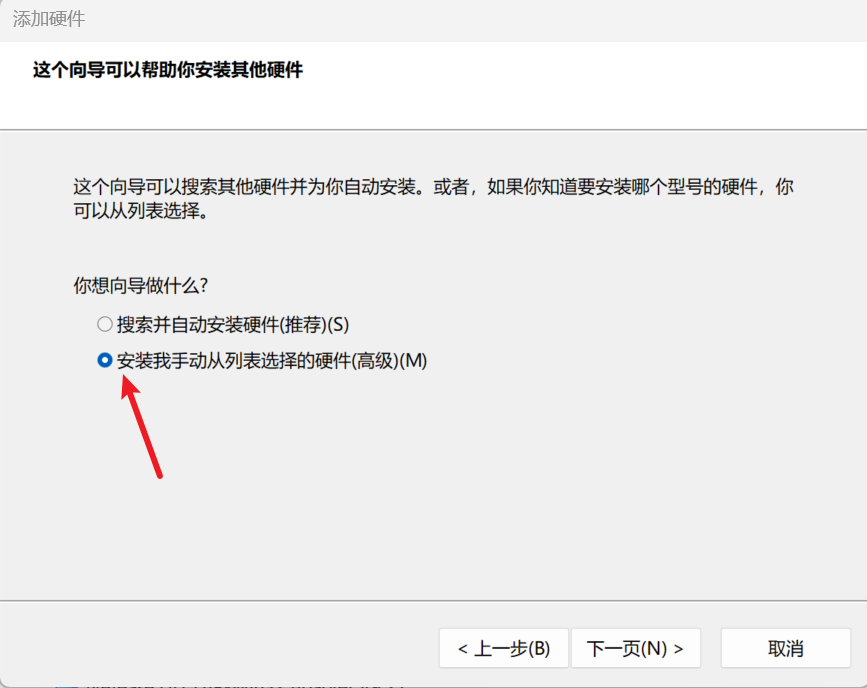 添加硬件
这个向导可以帮助你安装其他硬件
这个向导可以搜索其他硬件并为你自动安装。或者，如果你知道要安装哪个型号的硬件，你
可以从列表选择。
你想向导做什么?
搜索并自动安装硬件(推荐)(S)
安装我手动从列表选择的硬件(高级)(M)
< 上一步(B) 下一页(N) > 取消